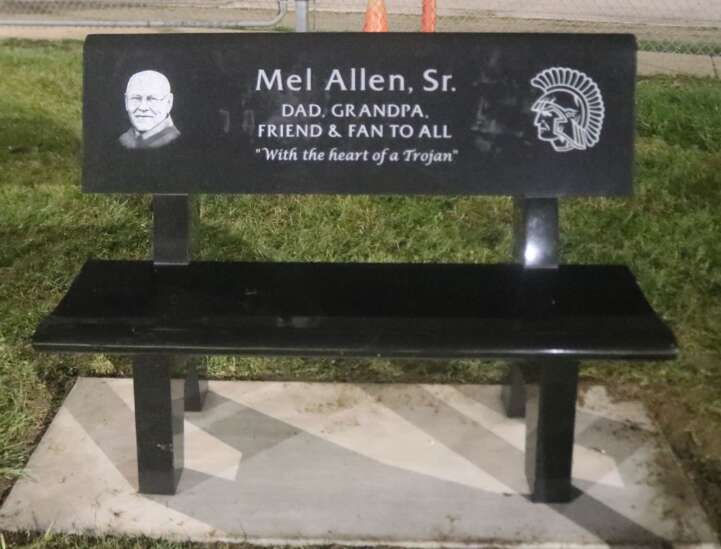 Mel Allen, Sr.
DAD, GRANDPA,
FRIEND & FAN TO ALL
"With the heart of a Trojan"